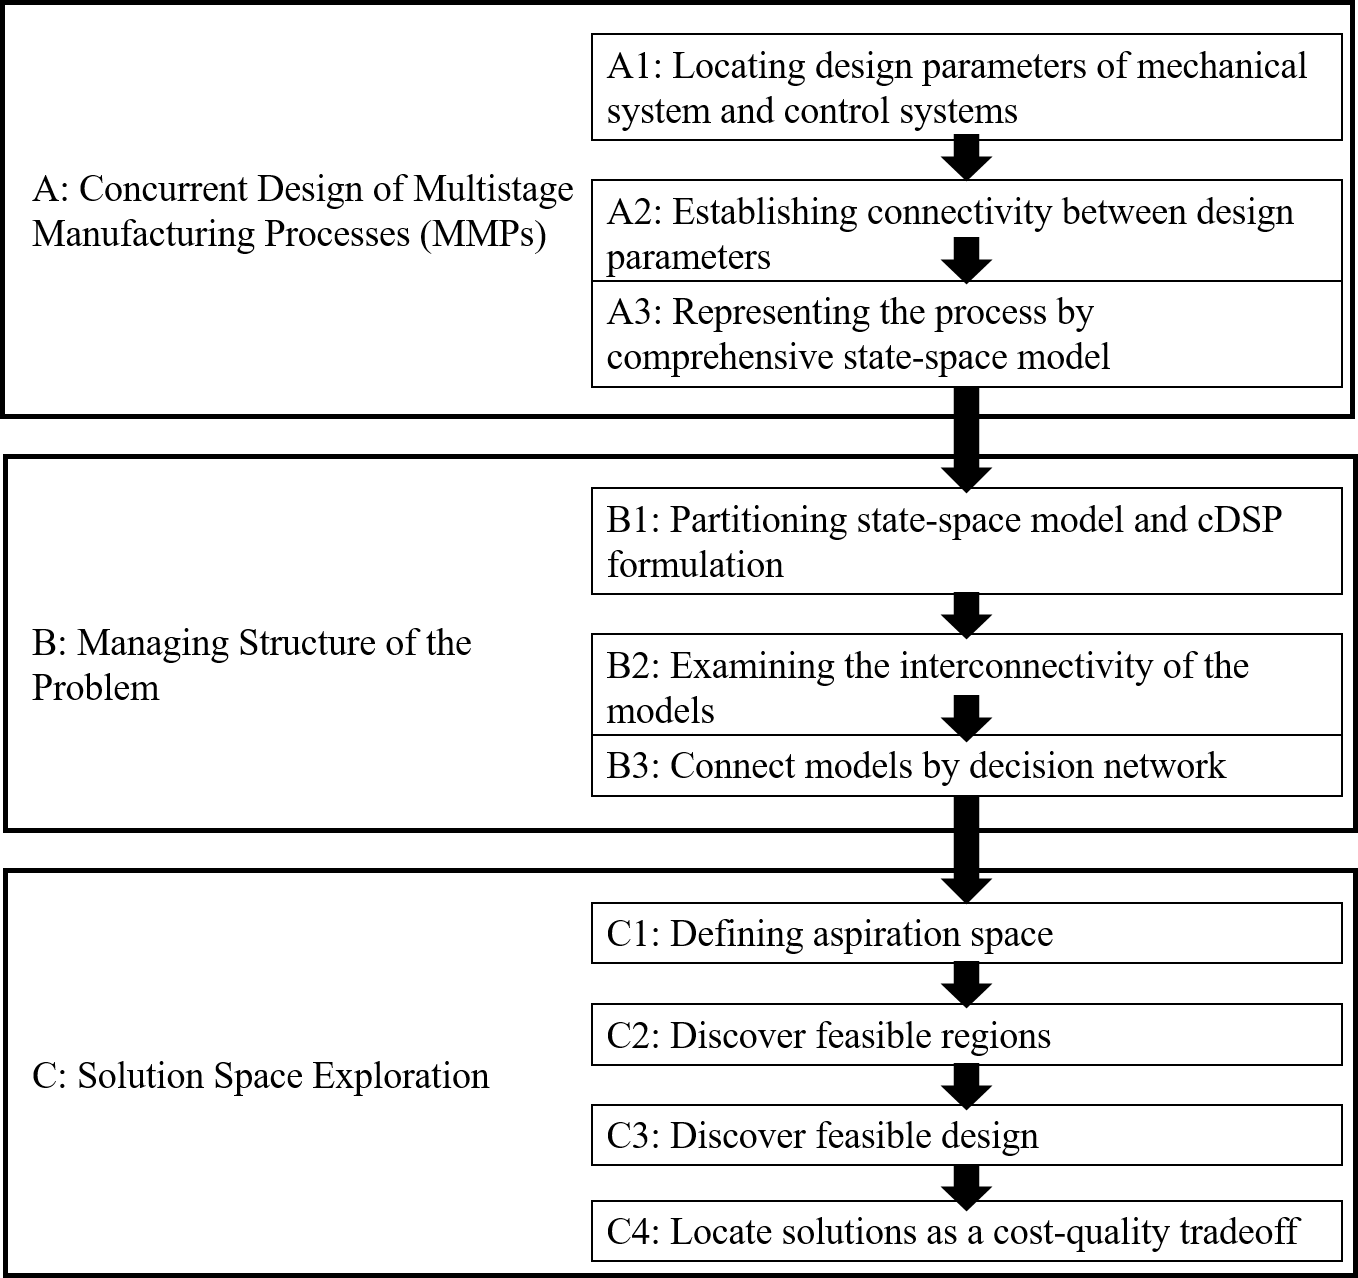 A1: Locating design parameters of mechanical
system and control systems
A: Concurrent Design of Multistage
Manufacturing Processes (MMPs)
A2: Establishing connectivity between design
parameters
A3: Representing the process by
comprehensive state-space model
B1: Partitioning state-space model and cDSP
formulation
B: Managing Structure of the
Problem
B2: Examining the interconnectivity of the
models
B3: Connect models by decision network
C1: Defining aspiration space
C2: Discover feasible regions
C: Solution Space Exploration
C3: Discover feasible design
C4: Locate solutions as a cost-quality tradeoff